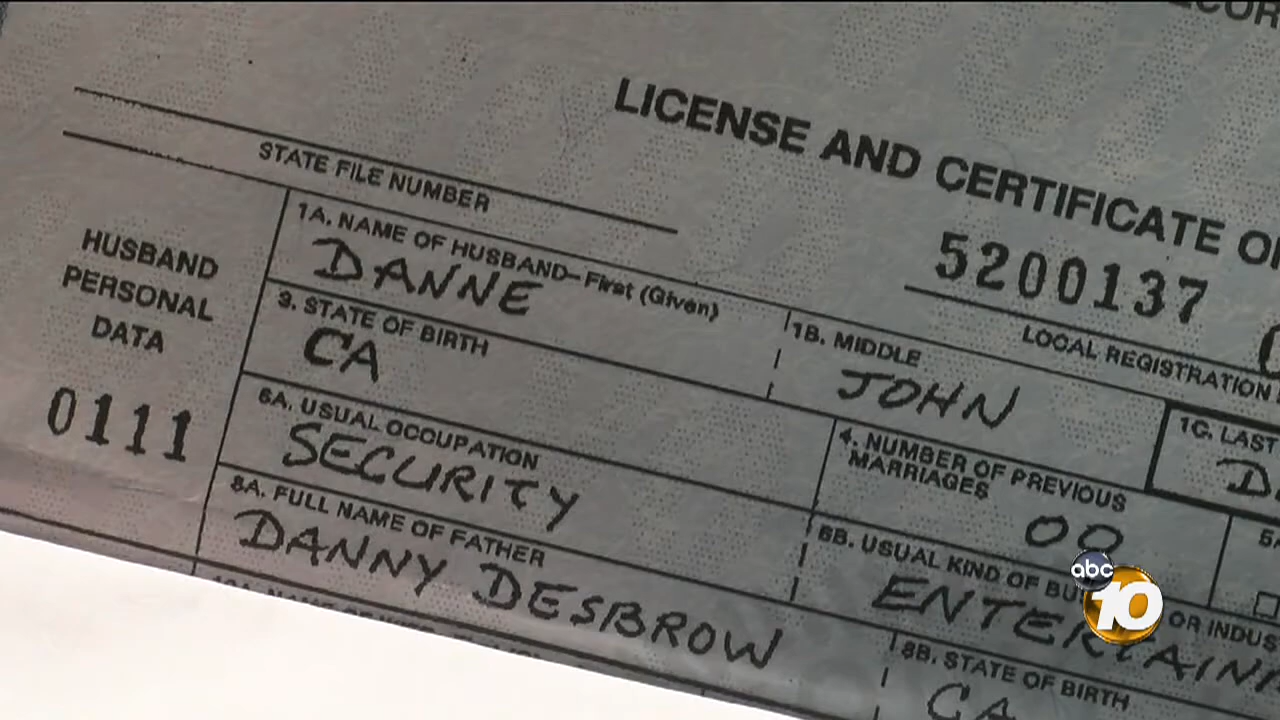 LICENSE AND CERTIFICATE
5200137
STATE FILE NUMBER
LOCAL REGISTRATION
HUSBAND
PERSONAL
DATA
0111
1A. NAME OF HUSBAND—First (Given)
DANNE
1B. MIDDLE
JOHN
1C. LAST
3. STATE OF BIRTH
CA
4. NUMBER OF PREVIOUS
MARRIAGES
00
6A. USUAL OCCUPATION
SECURITY
6B. USUAL KIND OF OR INDUS
8A. FULL NAME OF FATHER
DANNY DESBROW
8B. STATE OF BIRTH
CA
abc
10